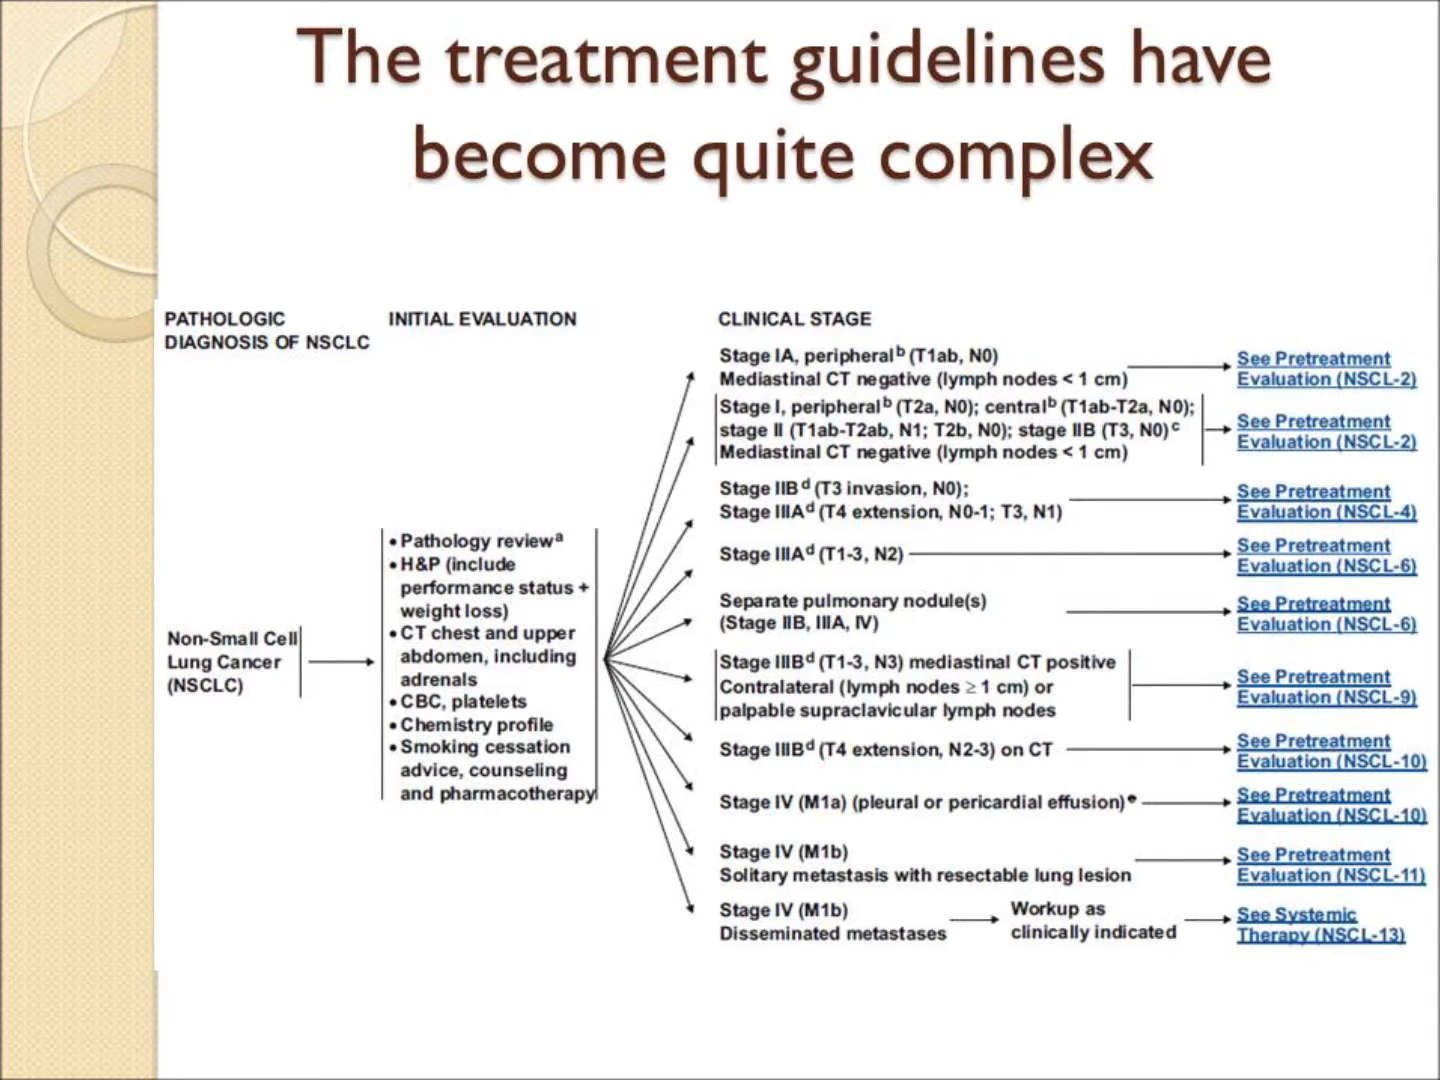 The treatment guidelines have
become quite complex
PATHOLOGIC
DIAGNOSIS OF NSCLC
INITIAL EVALUATION
CLINICAL STAGE
Non-Small Cell
Lung Cancer
(NSCLC)
• Pathology review a
• H&P (include
performance status +
weight loss)
• CT chest and upper
abdomen, including
adrenals
• CBC, platelets
• Chemistry profile
• Smoking cessation
advice, counseling
and pharmacotherapy
Stage IA, peripheral b (T1ab, N0)
Mediastinal CT negative (lymph nodes < 1 cm)
See Pretreatment
Evaluation (NSCL-2)
Stage I, peripheral b (T2a, N0); central b (T1ab-T2a, N0);
stage II (T1ab-T2ab, N1; T2b, N0); stage IIB (T3, N0) c
Mediastinal CT negative (lymph nodes < 1 cm)
See Pretreatment
Evaluation (NSCL-2)
Stage IIB d (T3 invasion, N0);
Stage IIIA d (T4 extension, N0-1; T3, N1)
See Pretreatment
Evaluation (NSCL-4)
Stage IIIA d (T1-3, N2)
See Pretreatment
Evaluation (NSCL-6)
Separate pulmonary nodule(s)
(Stage IIB, IIIA, IV)
See Pretreatment
Evaluation (NSCL-6)
Stage IIIB d (T1-3, N3) mediastinal CT positive
Contralateral (lymph nodes ≥ 1 cm) or
palpable supraclavicular lymph nodes
See Pretreatment
Evaluation (NSCL-9)
Stage IIIB d (T4 extension, N2-3) on CT
See Pretreatment
Evaluation (NSCL-10)
Stage IV (M1a) (pleural or pericardial effusion) e
See Pretreatment
Evaluation (NSCL-10)
Stage IV (M1b)
Solitary metastasis with resectable lung lesion
See Pretreatment
Evaluation (NSCL-11)
Stage IV (M1b)
Disseminated metastases
Workup as
clinically indicated
See Systemic
Therapy (NSCL-13)